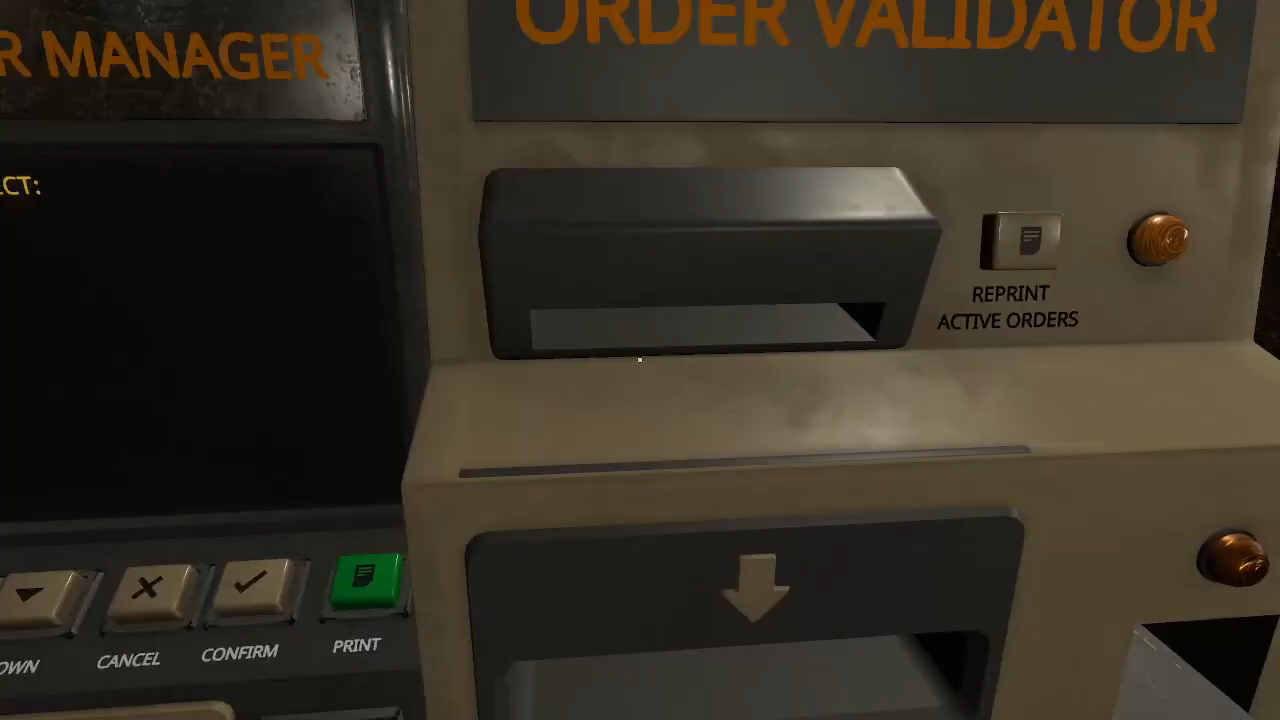 R MANAGER
ORDER VALIDATOR
CT:
REPRINT
ACTIVE ORDERS
OWN
CANCEL
CONFIRM
PRINT